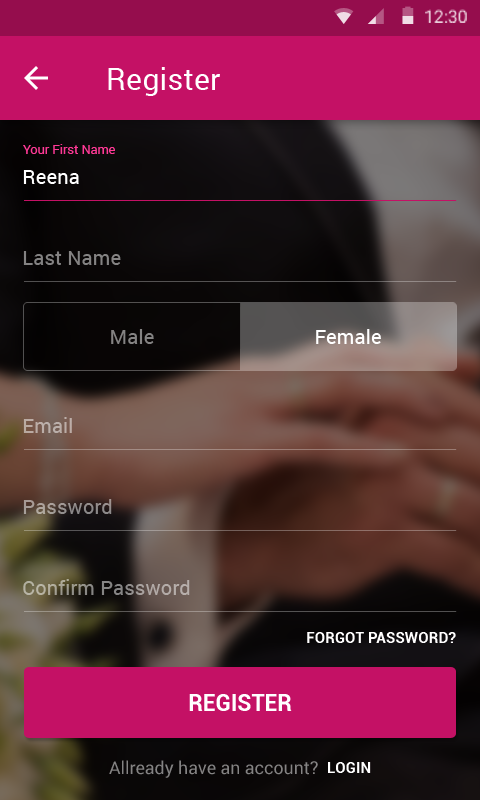 12:30
Register
Your First Name
Reena
Last Name
Male Female
Email
Password
Confirm Password
FORGOT PASSWORD?
REGISTER
Allready have an account? LOGIN